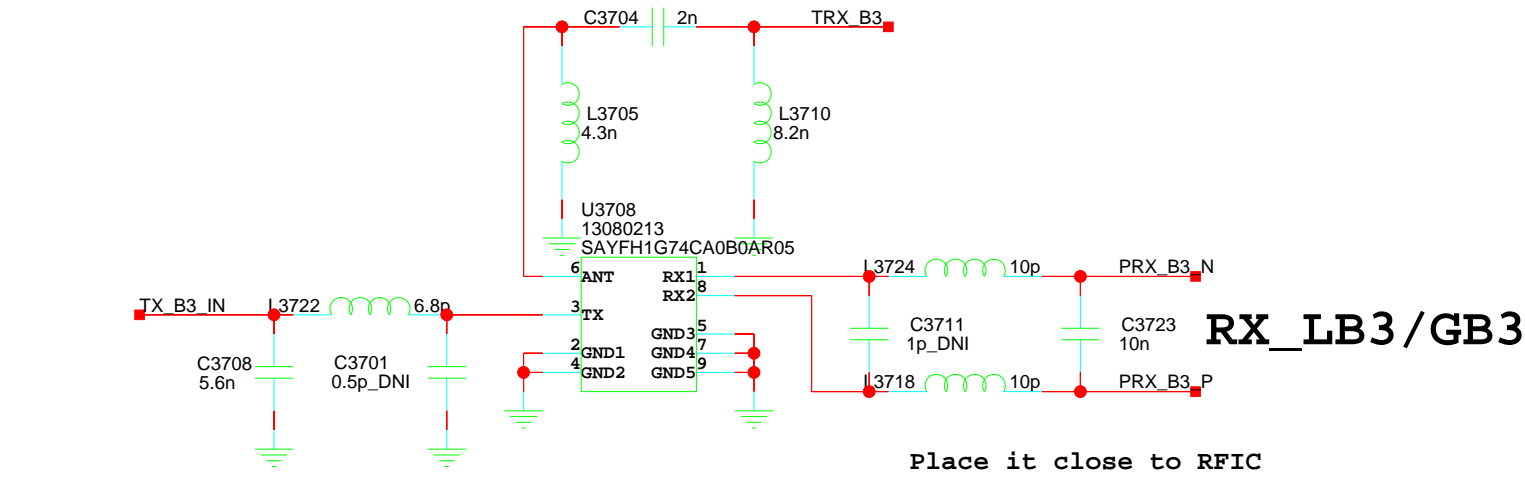 C3704 2n TRX_B3
L3705 L3710
4.3n 8.2n
U3708
13080213
SAYFH1G74CA0B0AR05
6 ANT RX1 1 L3724 10p PRX_B3_N
RX2 8
TX_B3_IN L3722 6.8p 3 TX
GND3 5 C3711 C3723 RX_LB3/GB3
1p_DNI 10n
2 GND1 GND4 7
C3708 C3701 4 GND2 GND5 9
5.6n 0.5p_DNI L3718 10p PRX_B3_P
Place it close to RFIC